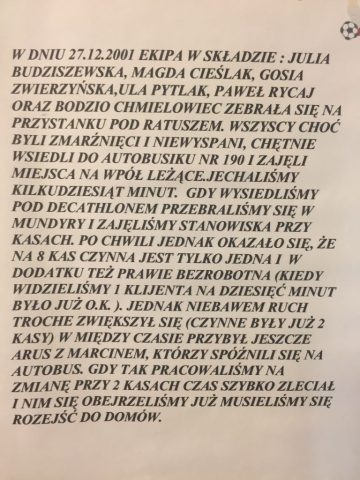 W DNIU 27.12.2001 EKIPA W SKŁADZIE : JULIA
BUDZISZEWSKA, MAGDA CIEŚLAK, GOSIA
ZWIERZYŃSKA,ULA PYTLAK, PAWEŁ RYCAJ
ORAZ BODZIO CHMIELOWIEC ZEBRAŁA SIĘ NA
PRZYSTANKU POD RATUSZEM. WSZYSCY CHOĆ
BYLI ZMARŹNIĘCI I NIEWYSPANI, CHĘTNIE
WSIEDLI DO AUTOBUSIKU NR 190 I ZAJĘLI
MIEJSCA NA WPÓŁ LEŻĄCE.JECHALIŚMY
KILKUDZIESIĄT MINUT. GDY WYSIEDLIŚMY
POD DECATHLONEM PRZEBRALIŚMY SIĘ W
MUNDYRY I ZAJĘLIŚMY STANOWISKA PRZY
KASACH. PO CHWILI JEDNAK OKAZAŁO SIĘ, ŻE
NA 8 KAS CZYNNA JEST TYLKO JEDNA I W
DODATKU TEŻ PRAWIE BEZROBOTNA (KIEDY
WIDZIELIŚMY 1 KLIJENTA NA DZIESIĘĆ MINUT
BYŁO JUŻ O.K. ). JEDNAK NIEBAWEM RUCH
TROCHE ZWIĘKSZYŁ SIĘ (CZYNNE BYŁY JUŻ 2
KASY) W MIĘDZY CZASIE PRZYBYŁ JESZCZE
ARUS Z MARCINEM, KTÓRZY SPÓŹNILI SIĘ NA
AUTOBUS. GDY TAK PRACOWALIŚMY NA
ZMIANĘ PRZY 2 KASACH CZAS SZYBKO ZLECIAŁ
I NIM SIĘ OBEJRZELIŚMY JUŻ MUSIELIŚMY SIĘ
ROZEJŚĆ DO DOMÓW.